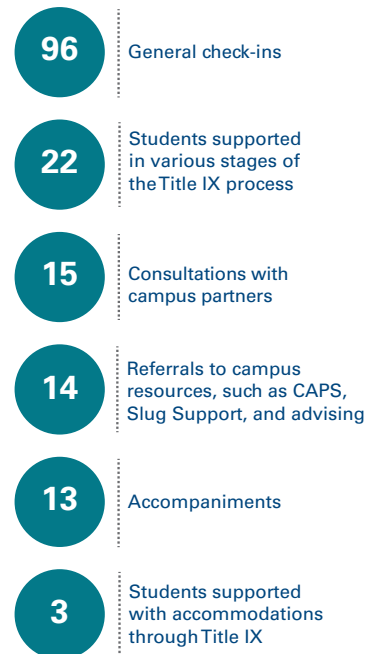 96
General check-ins
22
Students supported
in various stages of
the Title IX process
15
Consultations with
campus partners
14
Referrals to campus
resources, such as CAPS,
Slug Support, and advising
13
Accompaniments
3
Students supported
with accommodations
through Title IX